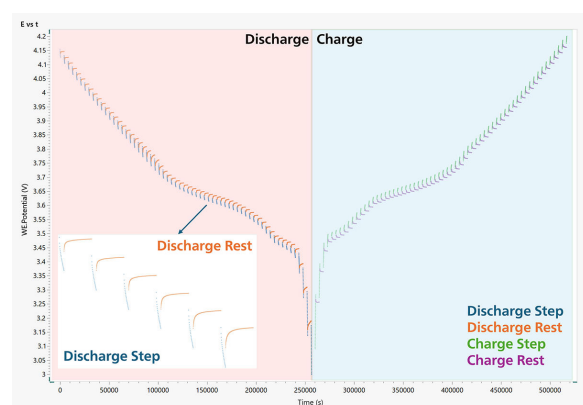 E vs t
Discharge Charge
4.2
4.15
4.1
4.05
4
3.95
3.9
3.85
3.8
3.75
3.7
3.65
3.6
3.55
3.5
3.45
3.4
3.35
3.3
3.25
3.2
3.15
3.1
3.05
3
WE.Potential (V)
Discharge Rest
Discharge Step
Discharge Step
Discharge Rest
Charge Step
Charge Rest
0 50000 100000 150000 200000 250000 300000 350000 400000 450000 500000
Time (s)